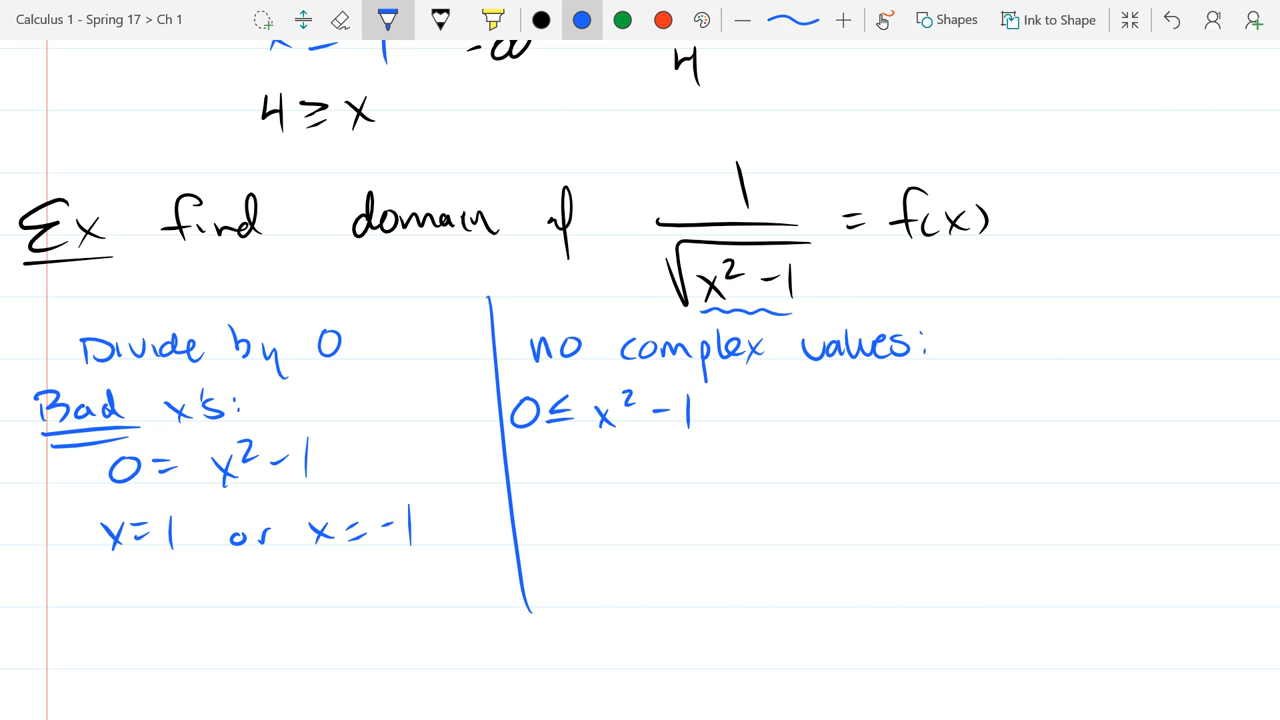 Calculus 1 - Spring 17 > Ch 1
Shapes
Ink to Shape
-∞
4
4 ≥ x
Ex find domain of 1/√(x² - 1) = f(x)
Divide by 0
Bad x's:
0 = x² - 1
x = 1 or x = -1
no complex values:
0 ≤ x² - 1